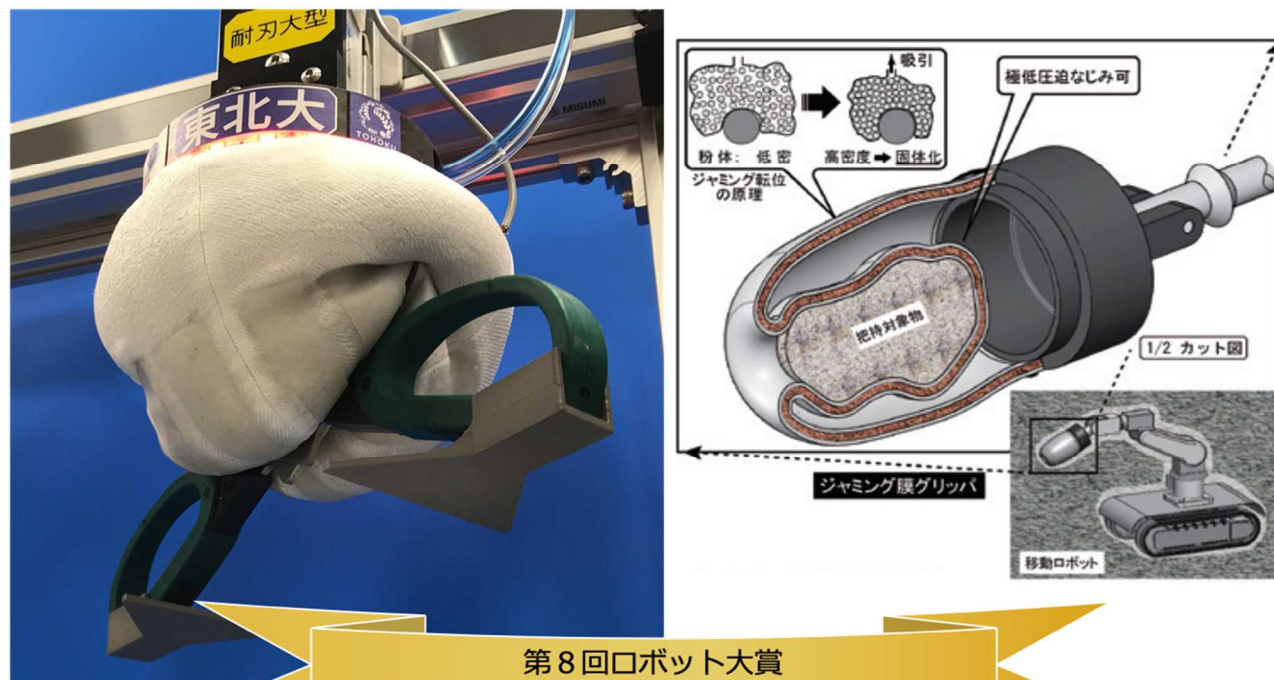 耐刃大型
東北大
TOHOKU
MISUMI
吸引
粉体: 低密
高密度➡固体化
ジャミング転位
の原理
極低圧迫なじみ可
把持対象物
1/2 カット図
ジャミング膜グリッパ
移動ロボット
第８回ロボット大賞